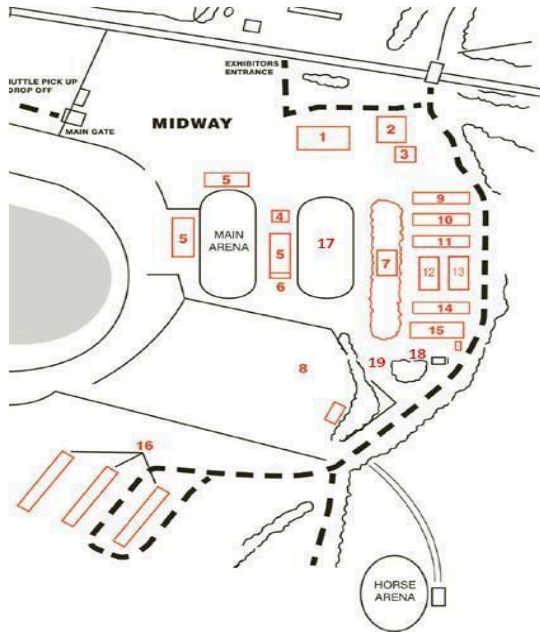 EXHIBITORS
ENTRANCE
HUTTLE PICK UP
DROP OFF
MAIN GATE
MIDWAY
1
2
3
5
9
4
10
5
MAIN
ARENA
5
17
7
11
6
12
13
14
15
8
19
18
16
HORSE
ARENA